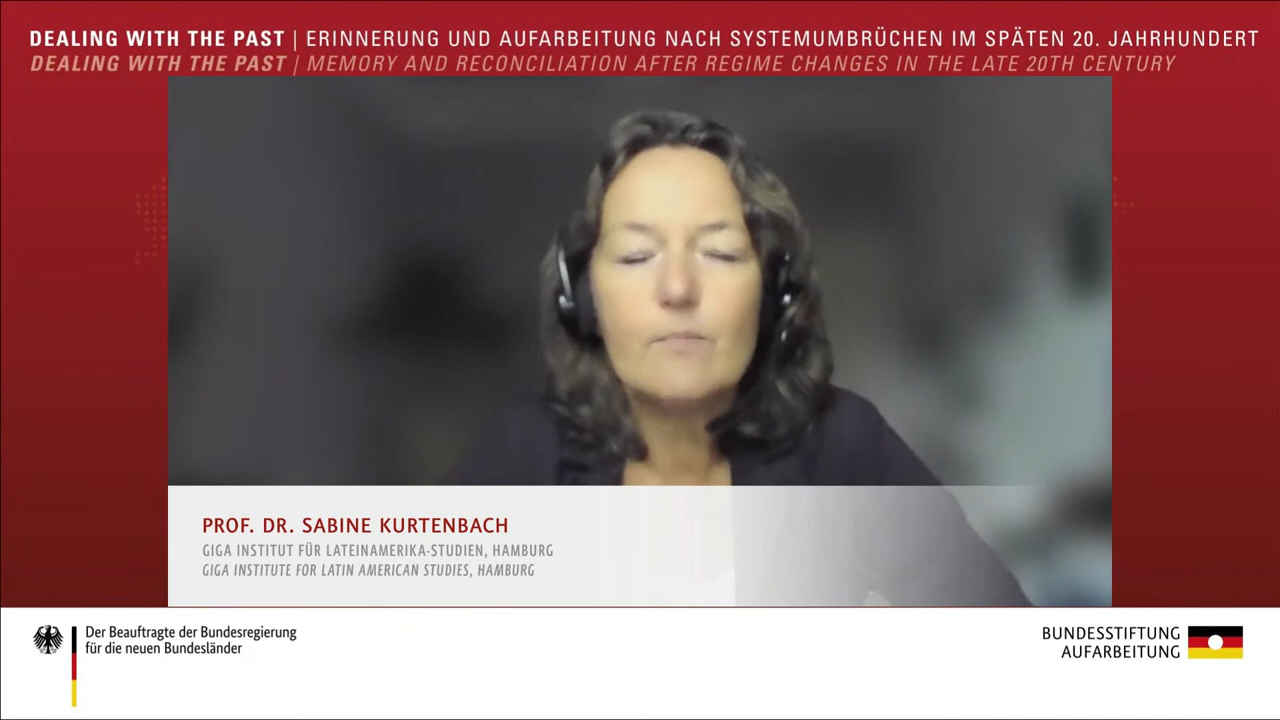 DEALING WITH THE PAST | ERINNERUNG UND AUFARBEITUNG NACH SYSTEMUMBRÜCHEN IM SPÄTEN 20. JAHRHUNDERT
DEALING WITH THE PAST | MEMORY AND RECONCILIATION AFTER REGIME CHANGES IN THE LATE 20TH CENTURY
PROF. DR. SABINE KURTENBACH
GIGA INSTITUT FÜR LATEINAMERIKA-STUDIEN, HAMBURG
GIGA INSTITUTE FOR LATIN AMERICAN STUDIES, HAMBURG
Der Beauftragte der Bundesregierung
für die neuen Bundesländer
BUNDESSTIFTUNG
AUFARBEITUNG